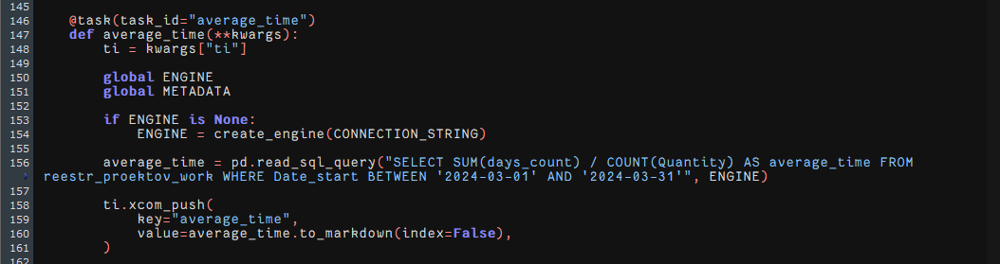 145
146 @task(task_id="average_time")
147 def average_time(**kwargs):
148 ti = kwargs["ti"]
149
150 global ENGINE
151 global METADATA
152
153 if ENGINE is None:
154 ENGINE = create_engine(CONNECTION_STRING)
155
156 average_time = pd.read_sql_query("SELECT SUM(days_count) / COUNT(Quantity) AS average_time FROM
reestr_proektov_work WHERE Date_start BETWEEN '2024-03-01' AND '2024-03-31'", ENGINE)
157
158 ti.xcom_push(
159 key="average_time",
160 value=average_time.to_markdown(index=False),
161 )
162